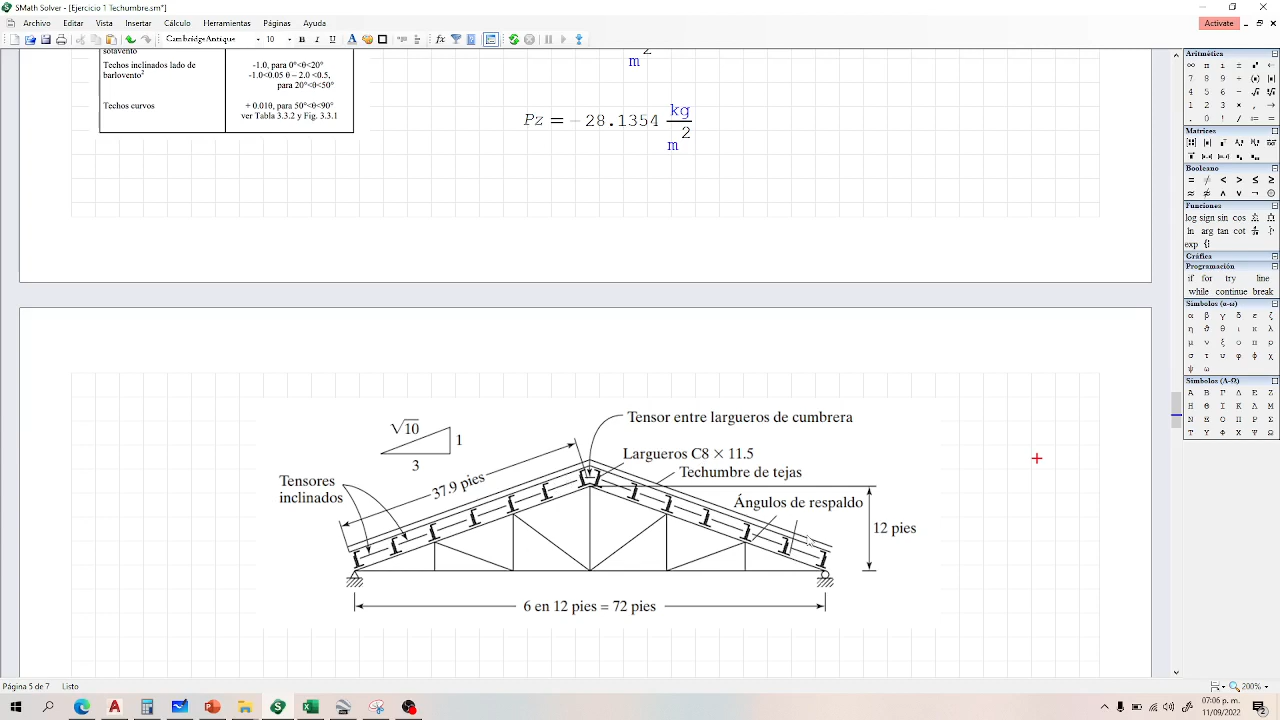 SMath Solver - [Ejercicio 1 Techumbre.sm*]
Archivo Editar Vista Insertar Cálculo Herramientas Páginas Ayuda
Activate
Cambridge Antique 10
sotavento
Techos inclinados lado de barlovento2
-1.0, para 0°<θ<20°
-1.0<0.05 θ – 2.0 <0.5,
para 20°<θ<50°
Techos curvos
+ 0.01θ, para 50°<θ<90°
ver Tabla 3.3.2 y Fig. 3.3.1
m 2
Pz = - 28.1354 kg
m 2
√10
1
3
Tensor entre largueros de cumbrera
Largueros C8 × 11.5
Techumbre de tejas
Tensores
inclinados
37.9 pies
Ángulos de respaldo
12 pies
6 en 12 pies = 72 pies
Aritmética
Matrices
Booleano
Funciones
log sign sin cos
ln arg tan cot
exp
Gráfica
Programación
if for try line
while continue break
Símbolos (α-ω)
α β γ δ ε ζ
η ϑ θ ι κ λ
μ ν ξ ο π ρ
σ τ υ φ ϕ χ
ψ ω
Símbolos (Α-Ω)
Α Β Γ Δ Ε Ζ
Η Θ Ι Κ Λ Μ
Ν Ξ Ο Π Ρ Σ
Τ Υ Φ Χ Ψ Ω
Página 5 de 7 Listo
200%
07:06 p. m.
11/09/2022